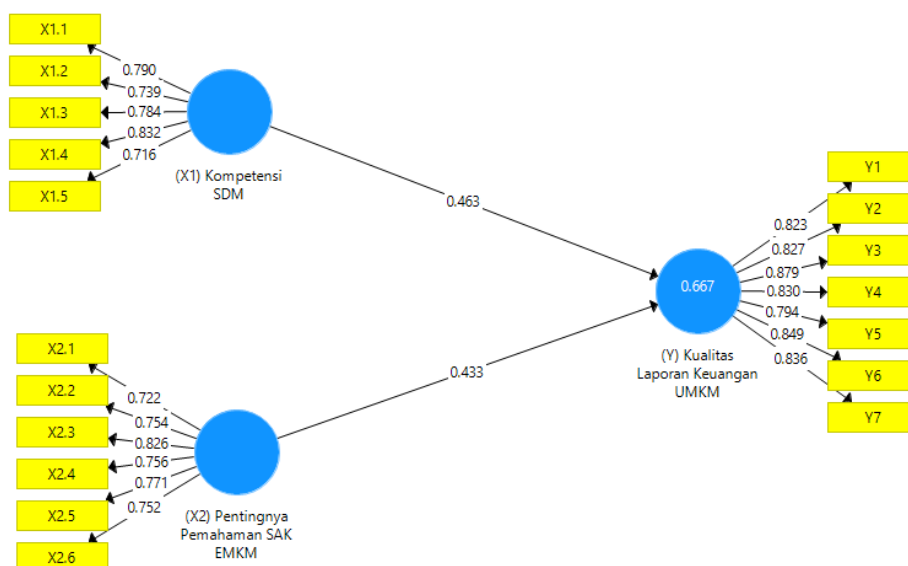 X1.1
X1.2
X1.3
X1.4
X1.5
0.790
0.739
0.784
0.832
0.716
(X1) Kompetensi
SDM
0.463
X2.1
X2.2
X2.3
X2.4
X2.5
X2.6
0.722
0.754
0.826
0.756
0.771
0.752
(X2) Pentingnya
Pemahaman SAK
EMKM
0.433
0.667
(Y) Kualitas
Laporan Keuangan
UMKM
0.823
0.827
0.879
0.830
0.794
0.849
0.836
Y1
Y2
Y3
Y4
Y5
Y6
Y7